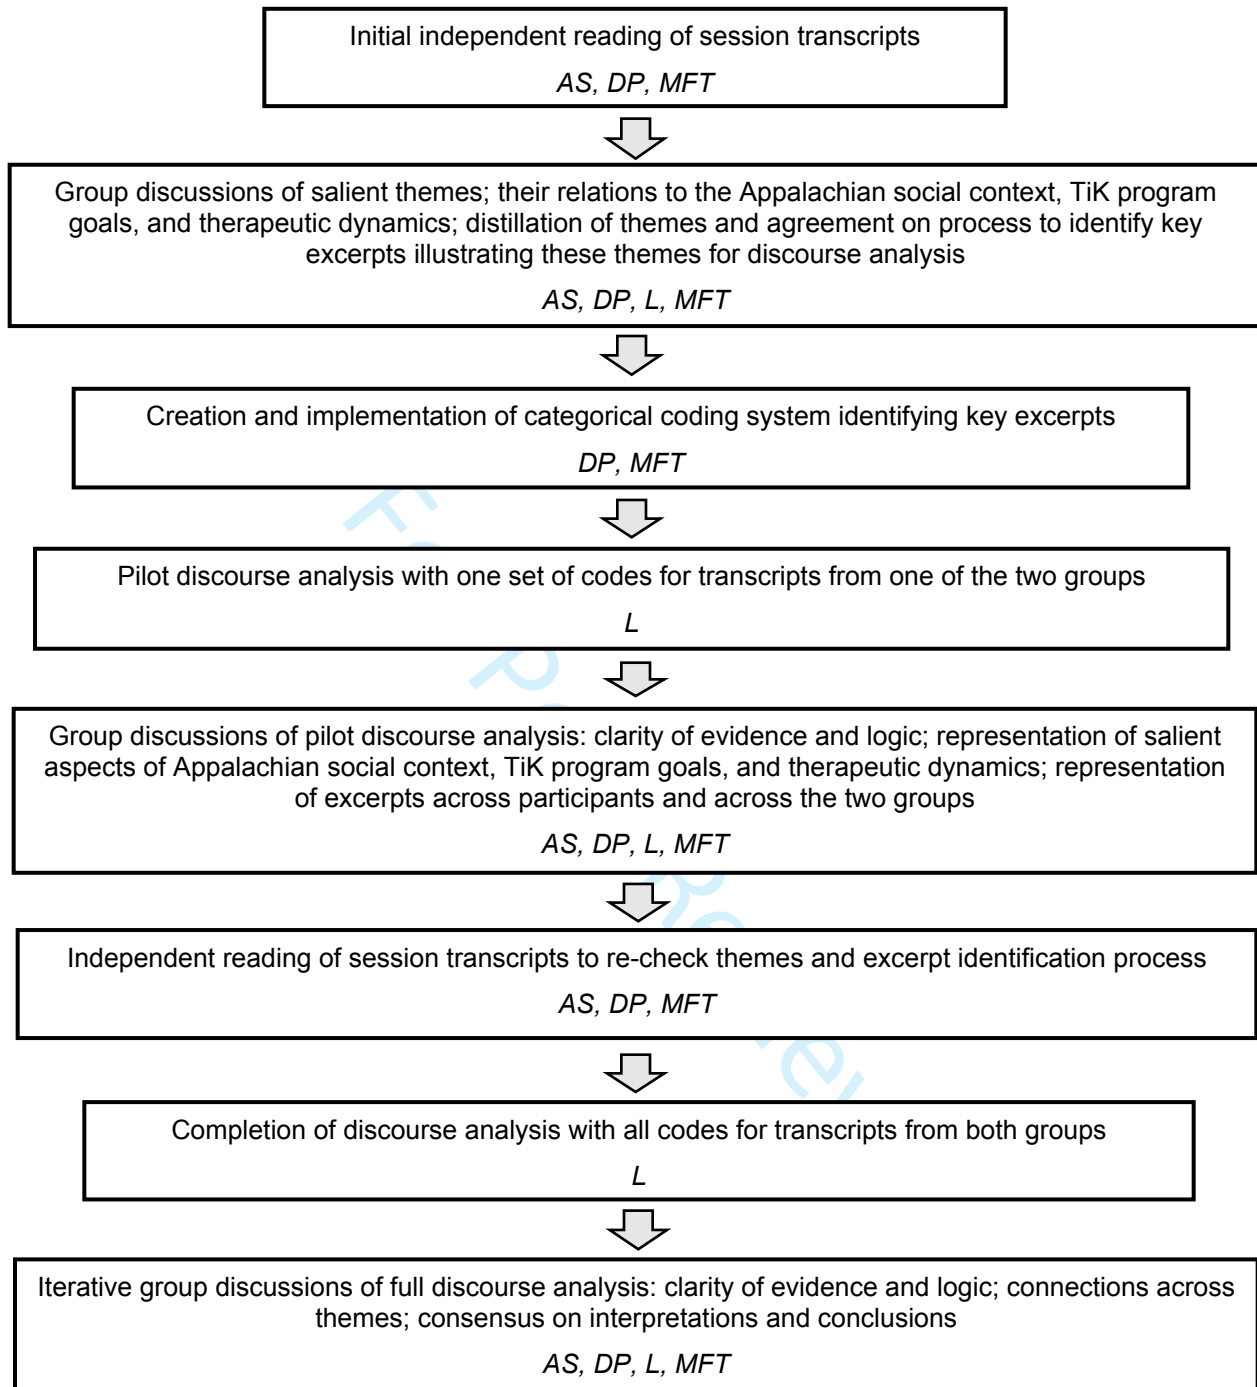 Initial independent reading of session transcripts
AS, DP, MFT
Group discussions of salient themes; their relations to the Appalachian social context, TiK program
goals, and therapeutic dynamics; distillation of themes and agreement on process to identify key
excerpts illustrating these themes for discourse analysis
AS, DP, L, MFT
Creation and implementation of categorical coding system identifying key excerpts
DP, MFT
Pilot discourse analysis with one set of codes for transcripts from one of the two groups
L
Group discussions of pilot discourse analysis: clarity of evidence and logic; representation of salient
aspects of Appalachian social context, TiK program goals, and therapeutic dynamics; representation
of excerpts across participants and across the two groups
AS, DP, L, MFT
Independent reading of session transcripts to re-check themes and excerpt identification process
AS, DP, MFT
Completion of discourse analysis with all codes for transcripts from both groups
L
Iterative group discussions of full discourse analysis: clarity of evidence and logic; connections across
themes; consensus on interpretations and conclusions
AS, DP, L, MFT